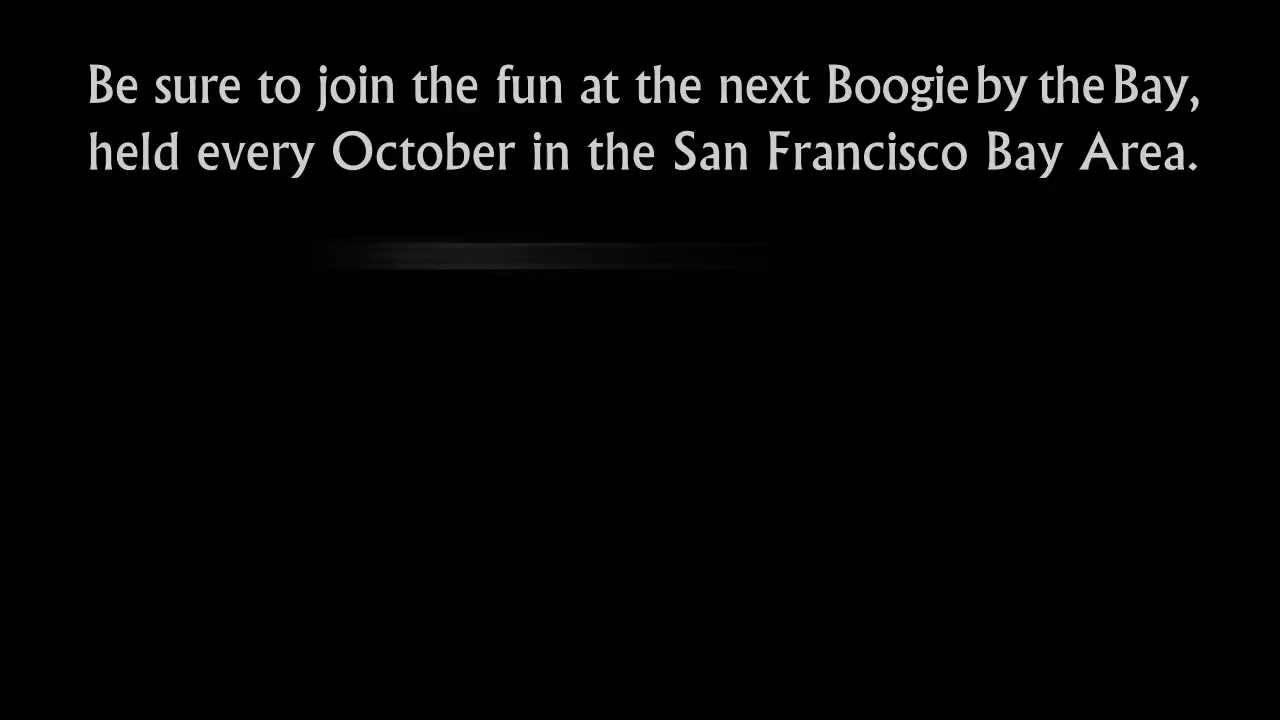 Be sure to join the fun at the next Boogie by the Bay,
held every October in the San Francisco Bay Area.